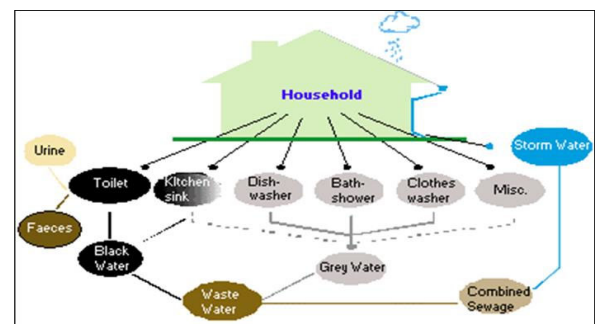 Household
Storm Water
Urine
Toilet
Kitchen
sink
Dish-
washer
Bath-
shower
Clothes
washer
Misc.
Faeces
Black
Water
Grey Water
Waste
Water
Combined
Sewage